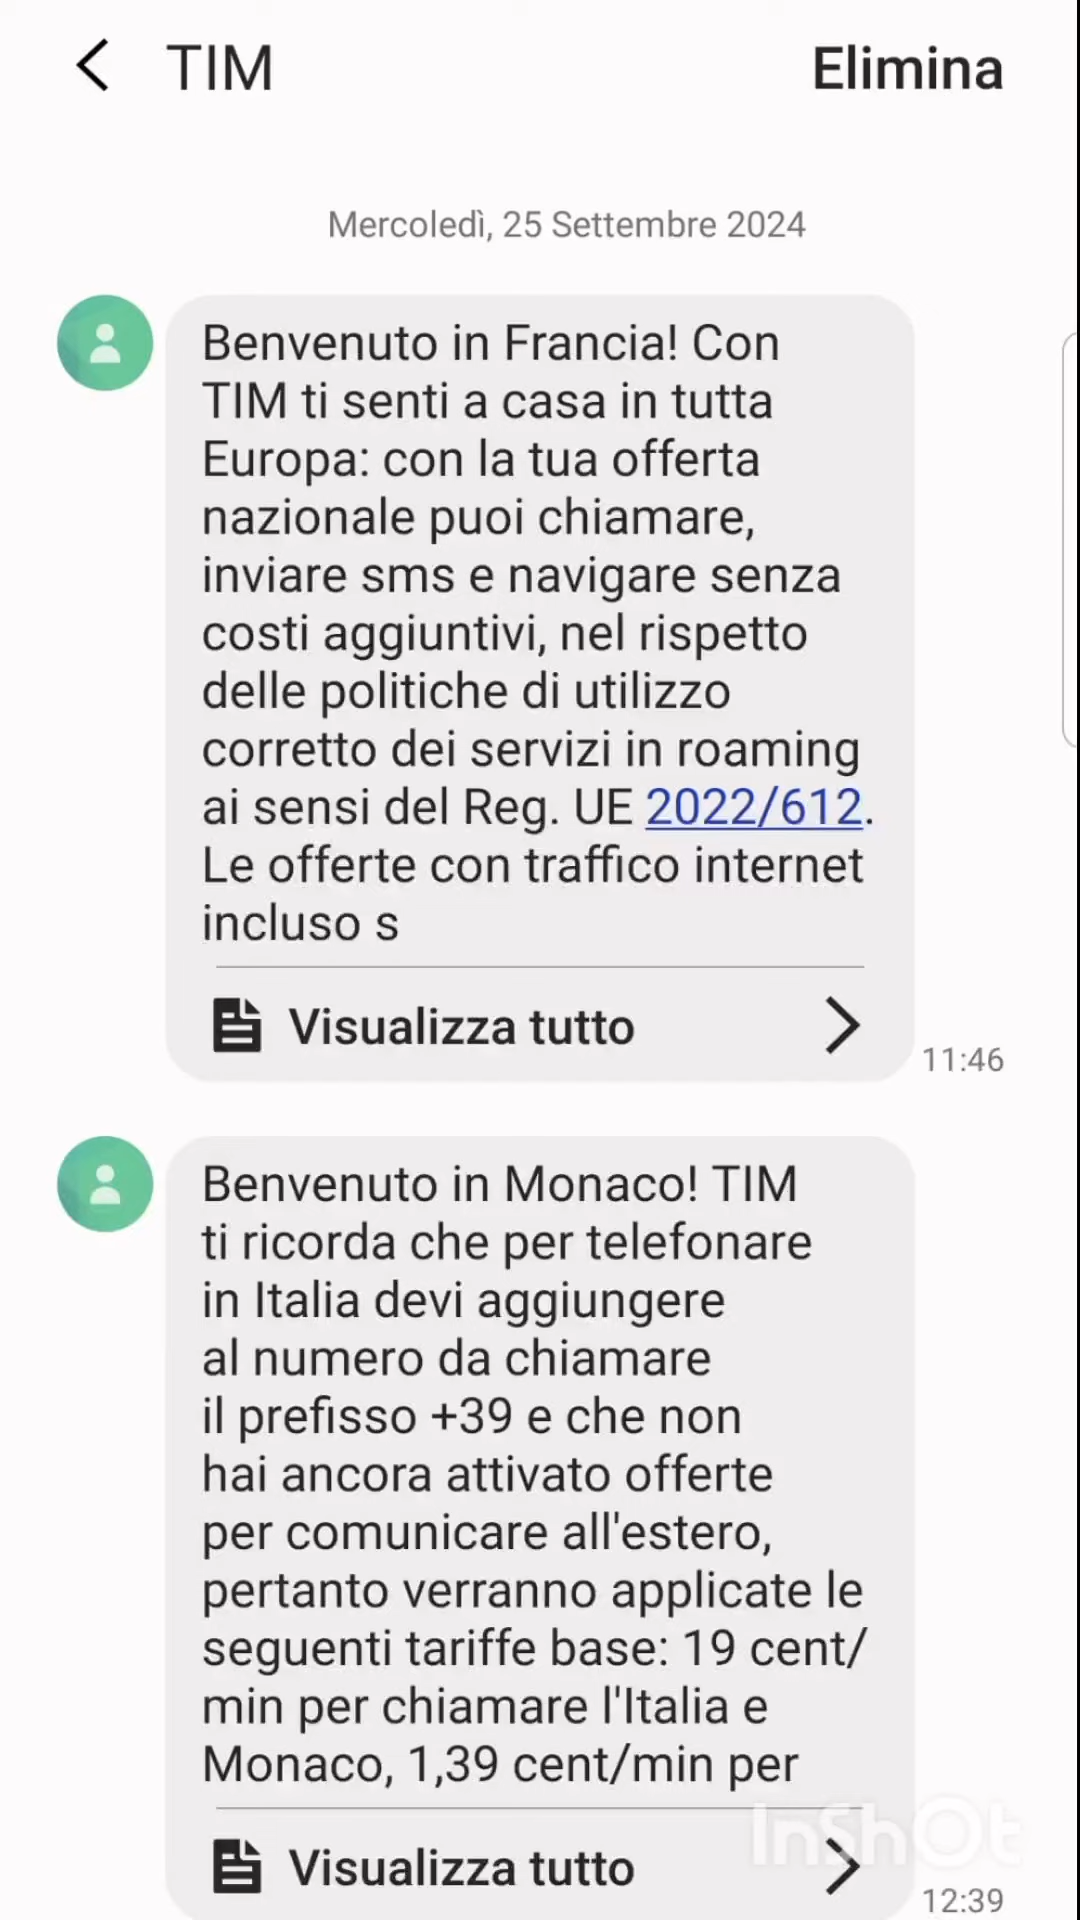 TIM
Elimina
Mercoledì, 25 Settembre 2024
Benvenuto in Francia! Con
TIM ti senti a casa in tutta
Europa: con la tua offerta
nazionale puoi chiamare,
inviare sms e navigare senza
costi aggiuntivi, nel rispetto
delle politiche di utilizzo
corretto dei servizi in roaming
ai sensi del Reg. UE 2022/612.
Le offerte con traffico internet
incluso s
Visualizza tutto
11:46
Benvenuto in Monaco! TIM
ti ricorda che per telefonare
in Italia devi aggiungere
al numero da chiamare
il prefisso +39 e che non
hai ancora attivato offerte
per comunicare all'estero,
pertanto verranno applicate le
seguenti tariffe base: 19 cent/
min per chiamare l'Italia e
Monaco, 1,39 cent/min per
Visualizza tutto
InShOt
12:39